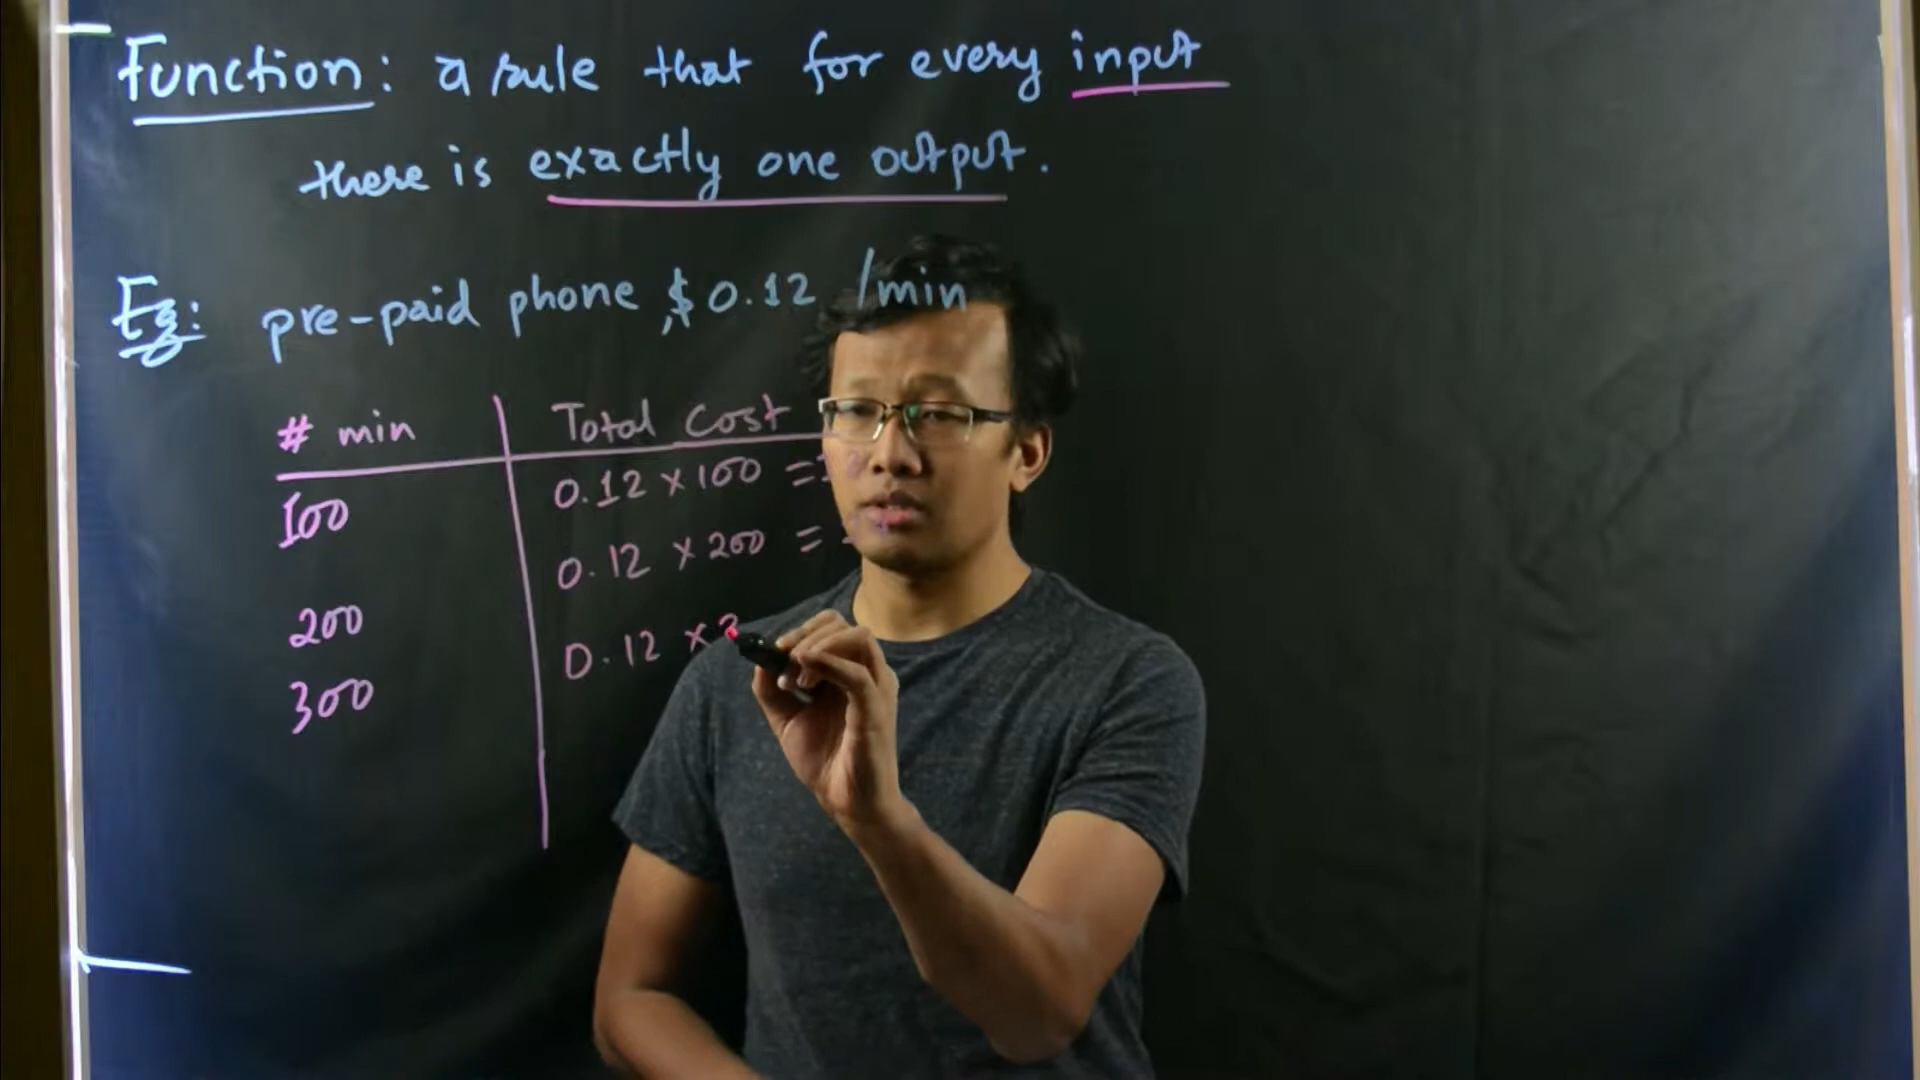 Function: a rule that for every input
there is exactly one output.
Eg: pre-paid phone, $0.12 /min
# min Total Cost
100 0.12 x 100 =
0.12 x 200 =
200
0.12 x 3
300